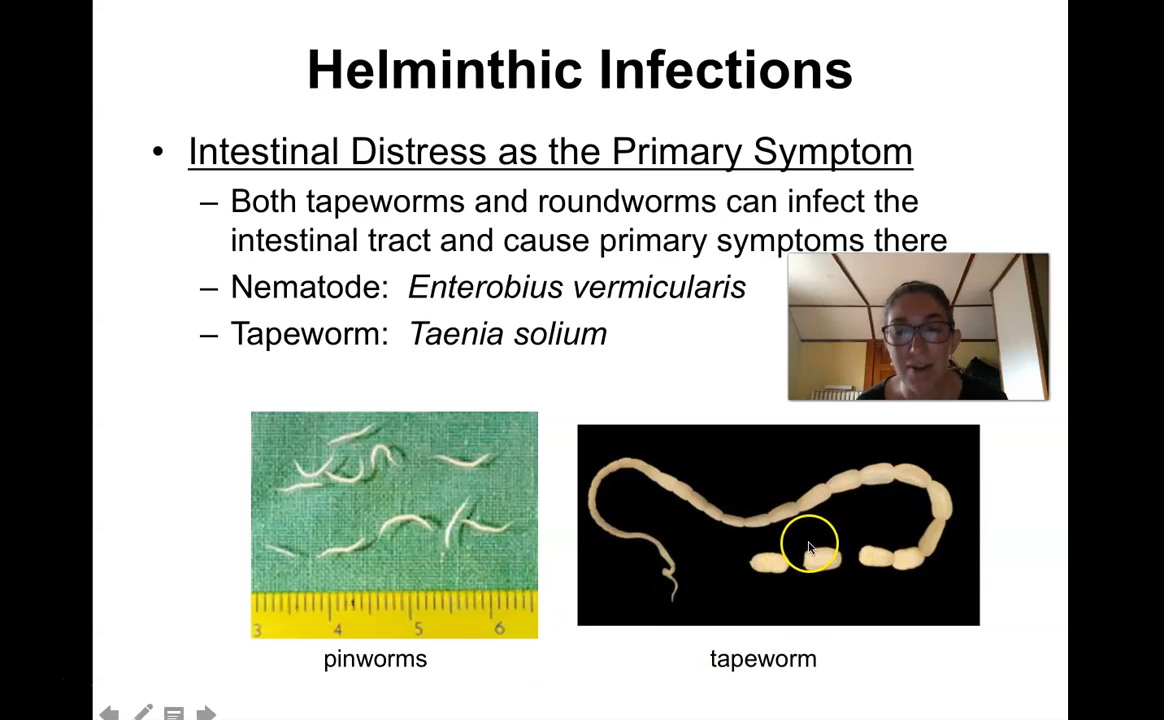 Helminthic Infections
• Intestinal Distress as the Primary Symptom
– Both tapeworms and roundworms can infect the
intestinal tract and cause primary symptoms there
– Nematode: Enterobius vermicularis
– Tapeworm: Taenia solium
3 4 5 6
pinworms
tapeworm